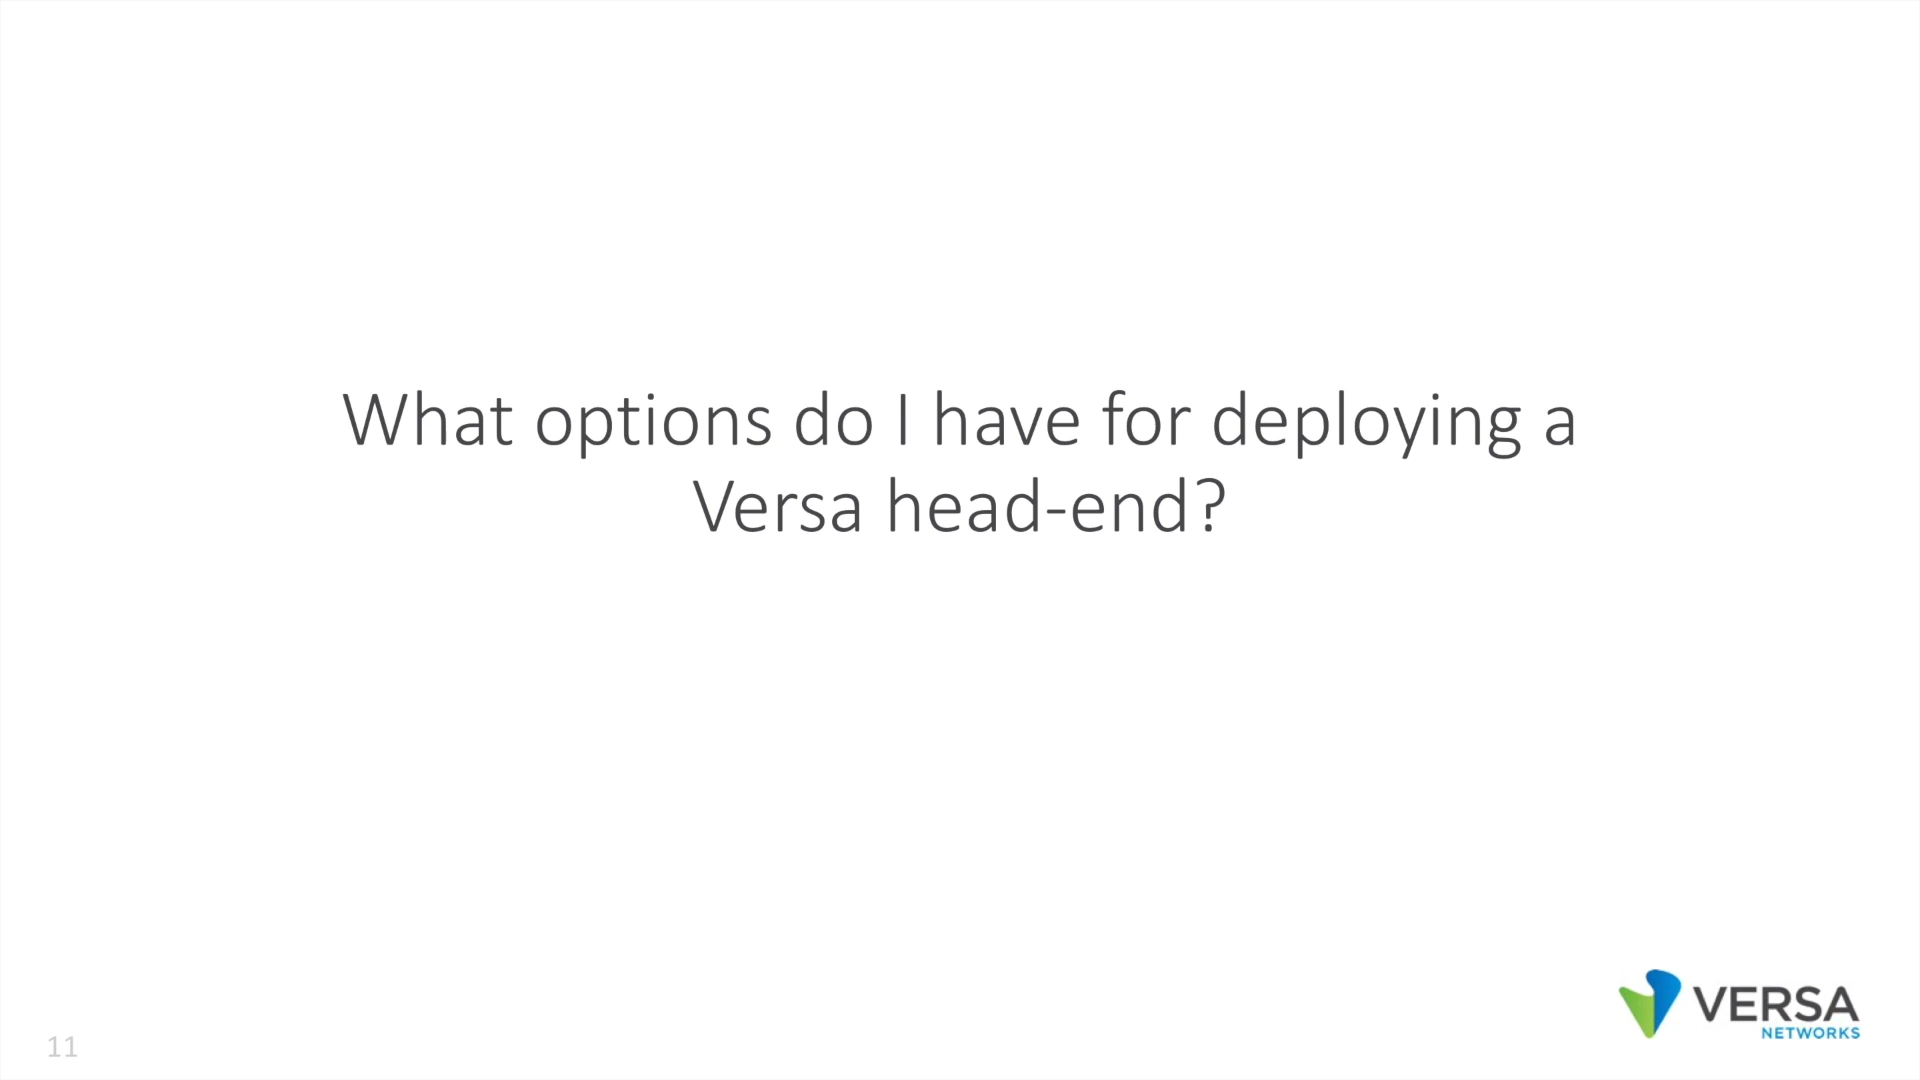 What options do I have for deploying a
Versa head-end?
VERSA
NETWORKS
11